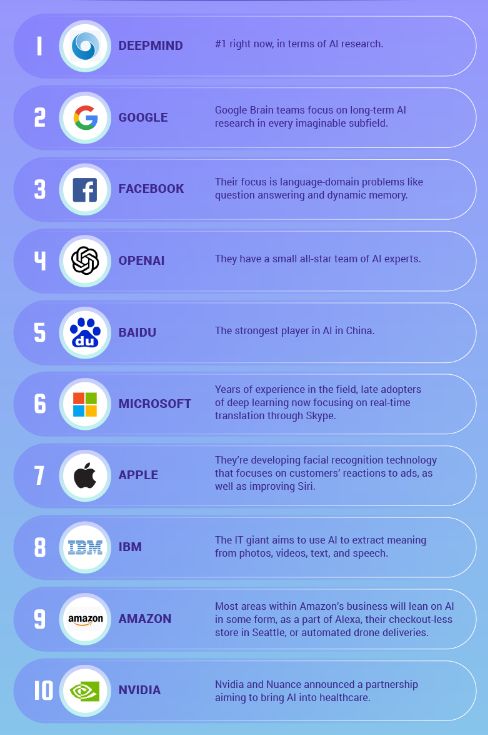 1 DEEPMIND #1 right now, in terms of AI research.
2 G GOOGLE Google Brain teams focus on long-term AI
research in every imaginable subfield.
3 f FACEBOOK Their focus is language-domain problems like
question answering and dynamic memory.
4 OPENAI They have a small all-star team of AI experts.
5 du BAIDU The strongest player in AI in China.
6 MICROSOFT Years of experience in the field, late adopters
of deep learning now focusing on real-time
translation through Skype.
7 APPLE They're developing facial recognition technology
that focuses on customers' reactions to ads, as
well as improving Siri.
8 IBM IBM The IT giant aims to use AI to extract meaning
from photos, videos, text, and speech.
9 amazon AMAZON Most areas within Amazon's business will lean on AI
in some form, as a part of Alexa, their checkout-less
store in Seattle, or automated drone deliveries.
10 NVIDIA Nvidia and Nuance announced a partnership
aiming to bring AI into healthcare.